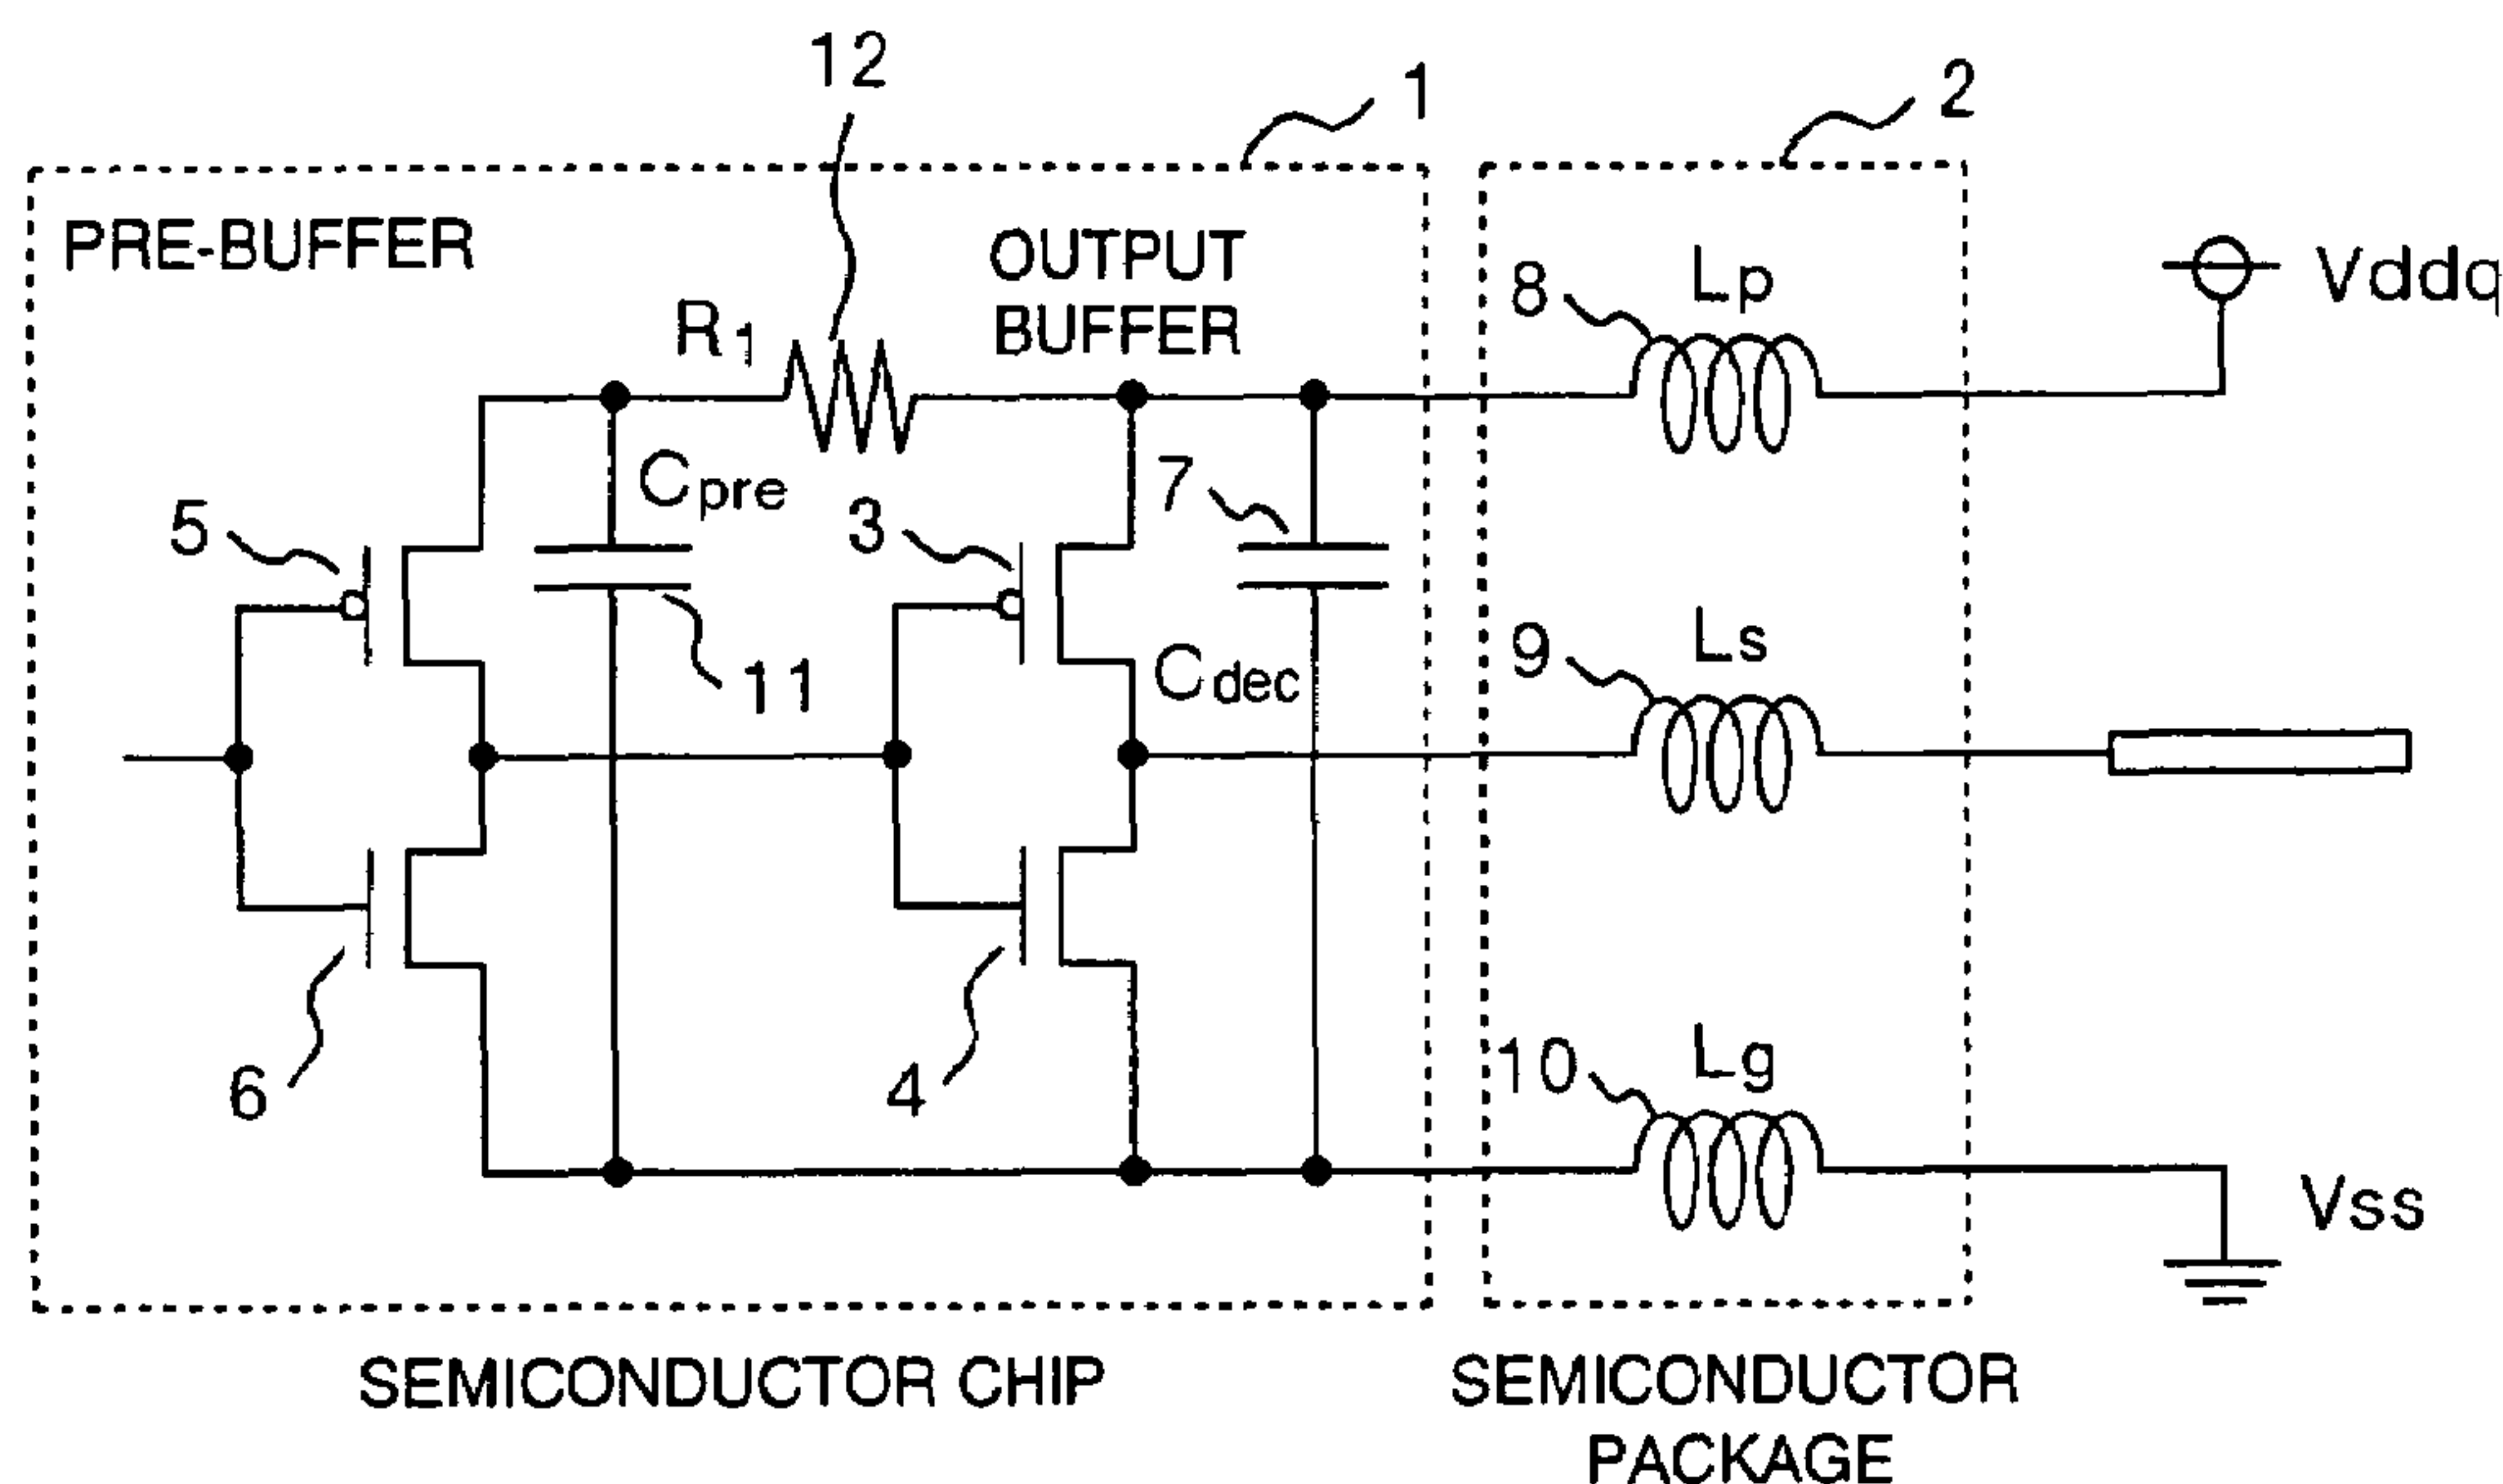 12
1
2
PRE-BUFFER
OUTPUT
BUFFER
R1
8
Lp
Vddq
Cpre
5
3
7
11
Cdec
9
Ls
6
4
10
Lg
Vss
SEMICONDUCTOR CHIP
SEMICONDUCTOR
PACKAGE